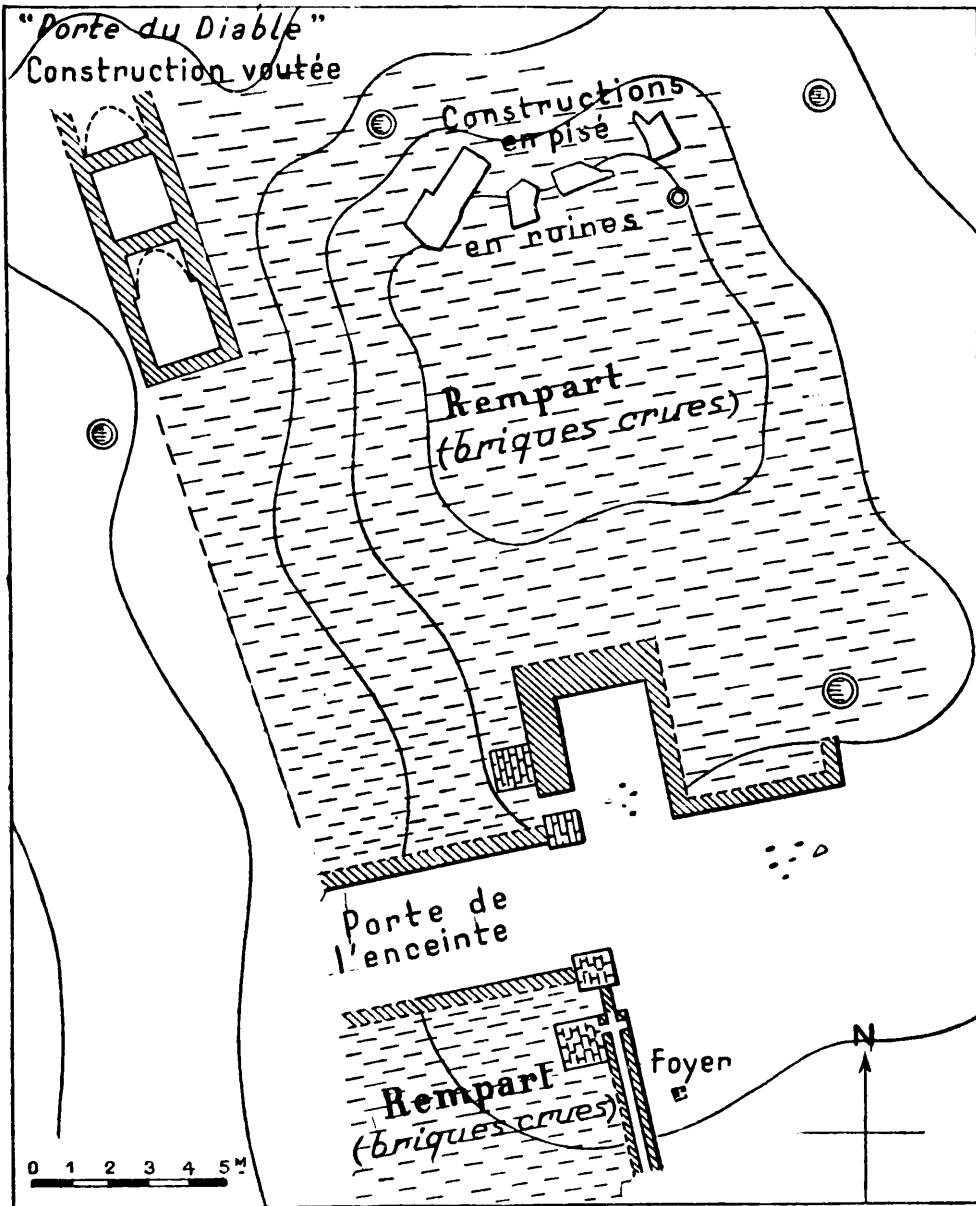 "Porte du Diable"
Construction voutée
Constructions
en pisé
en ruines
Rempart
(briques crues)
Porte de
l'enceinte
Rempart
(briques crues)
Foyer
N
0 1 2 3 4 5 M